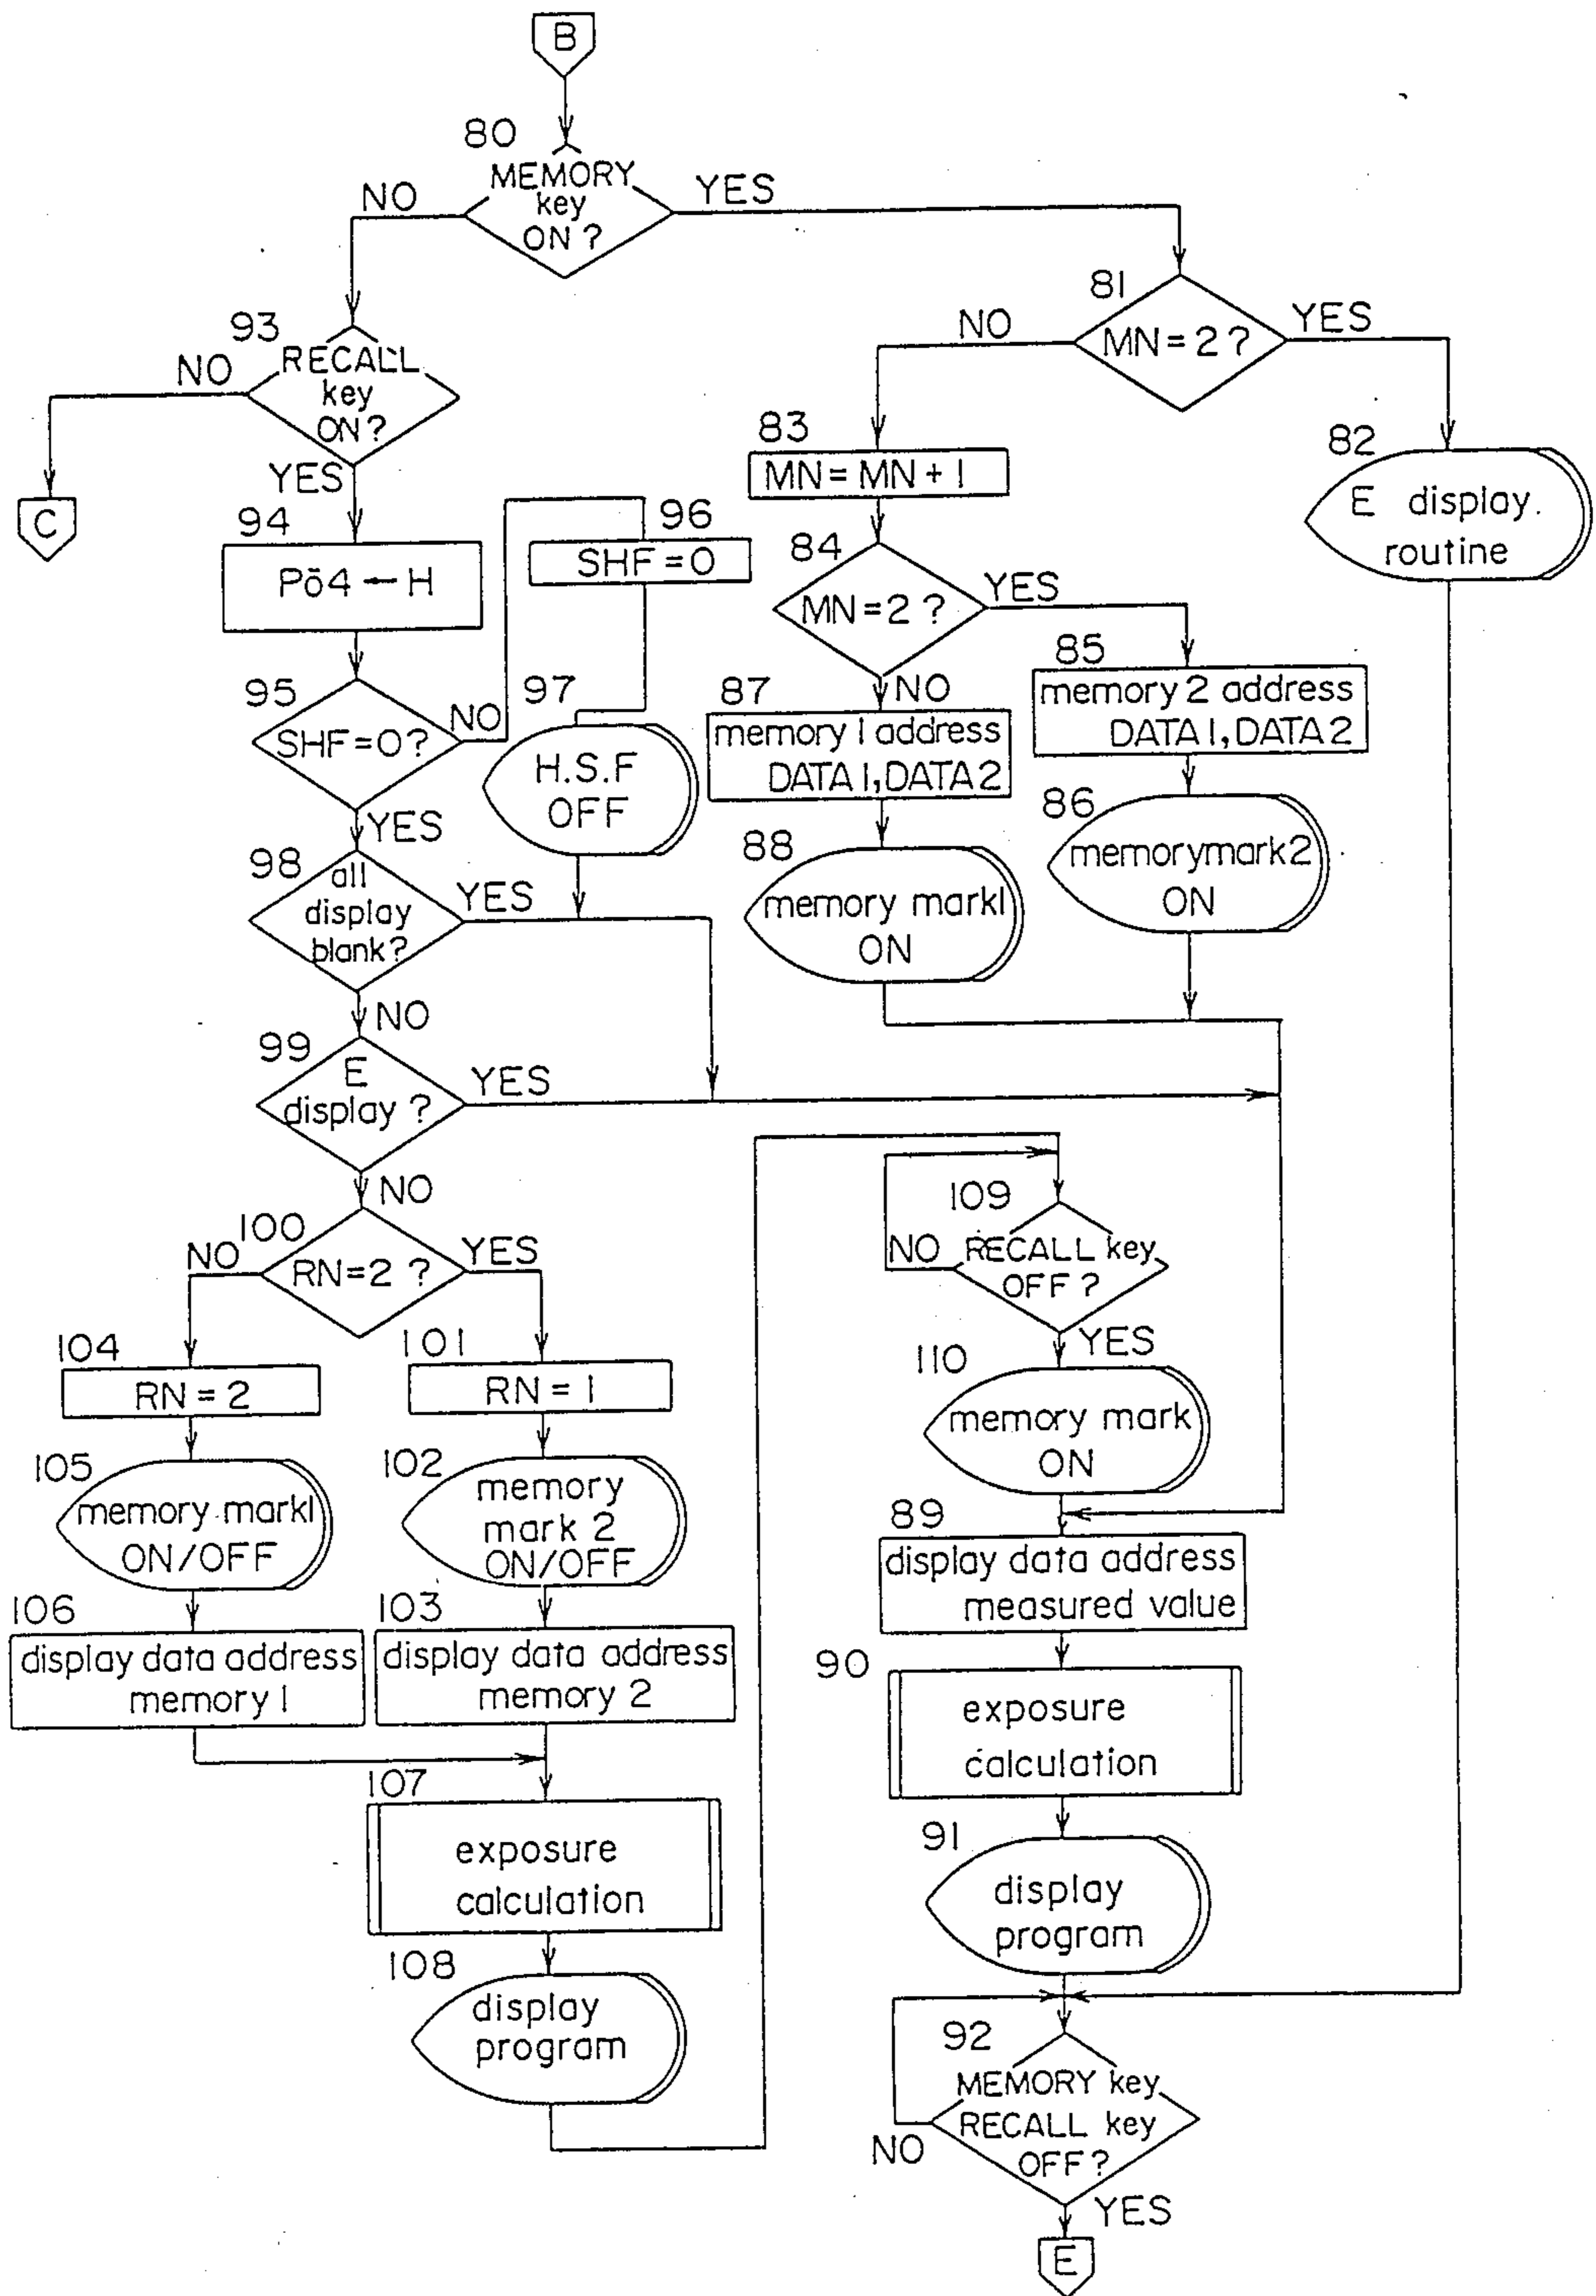 B
80
MEMORY
key
ON ?
NO
YES
81
MN = 2 ?
NO
YES
93
RECALL
key
ON?
NO
YES
C
82
E display.
routine
83
MN = MN + 1
94
Pō4 ← H
96
SHF = 0
84
MN = 2 ?
YES
NO
95
SHF = 0?
NO
YES
97
H.S.F
OFF
87
memory 1 address
DATA 1, DATA 2
85
memory 2 address
DATA 1, DATA 2
98
all
display
blank?
YES
NO
88
memory mark1
ON
86
memory mark 2
ON
99
E
display ?
YES
NO
100
RN = 2 ?
NO
YES
109
RECALL key
OFF ?
NO
YES
104
RN = 2
101
RN = 1
110
memory mark
ON
105
memory mark1
ON/OFF
102
memory
mark 2
ON/OFF
89
display data address
measured value
106
display data address
memory 1
103
display data address
memory 2
90
exposure
calculation
107
exposure
calculation
91
display
program
108
display
program
92
MEMORY key
RECALL key
OFF ?
NO
YES
E